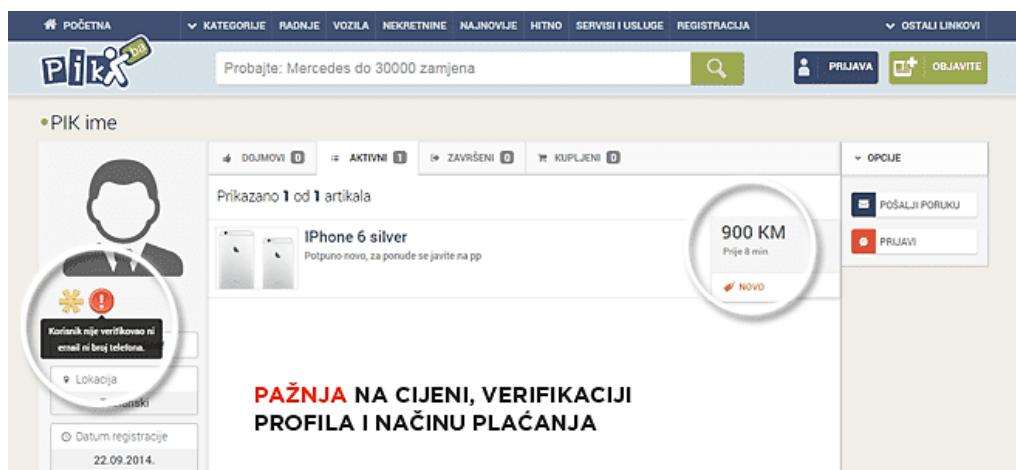 POČETNA
KATEGORIJE RADNJE VOZILA NEKRETNINE NAJNOVIJE HITNO SERVISI I USLUGE REGISTRACIJA
OSTALI LINKOVI
Pik.ba
Probajte: Mercedes do 30000 zamjena
PRIJAVA
OBJAVITE
PIK ime
DOJMOVI 0
AKTIVNI 1
ZAVRŠENI 0
KUPLJENI 0
OPCIJE
Prikazano 1 od 1 artikala
POŠALJI PORUKU
PRIJAVI
IPhone 6 silver
Potpuno novo, za ponude se javite na pp
900 KM
Prije 8 min
NOVO
Korisnik nije verifikovao ni
email ni broj telefona.
Lokacija
PAŽNJA NA CIJENI, VERIFIKACIJI
PROFILA I NAČINU PLAĆANJA
Datum registracije
22.09.2014.